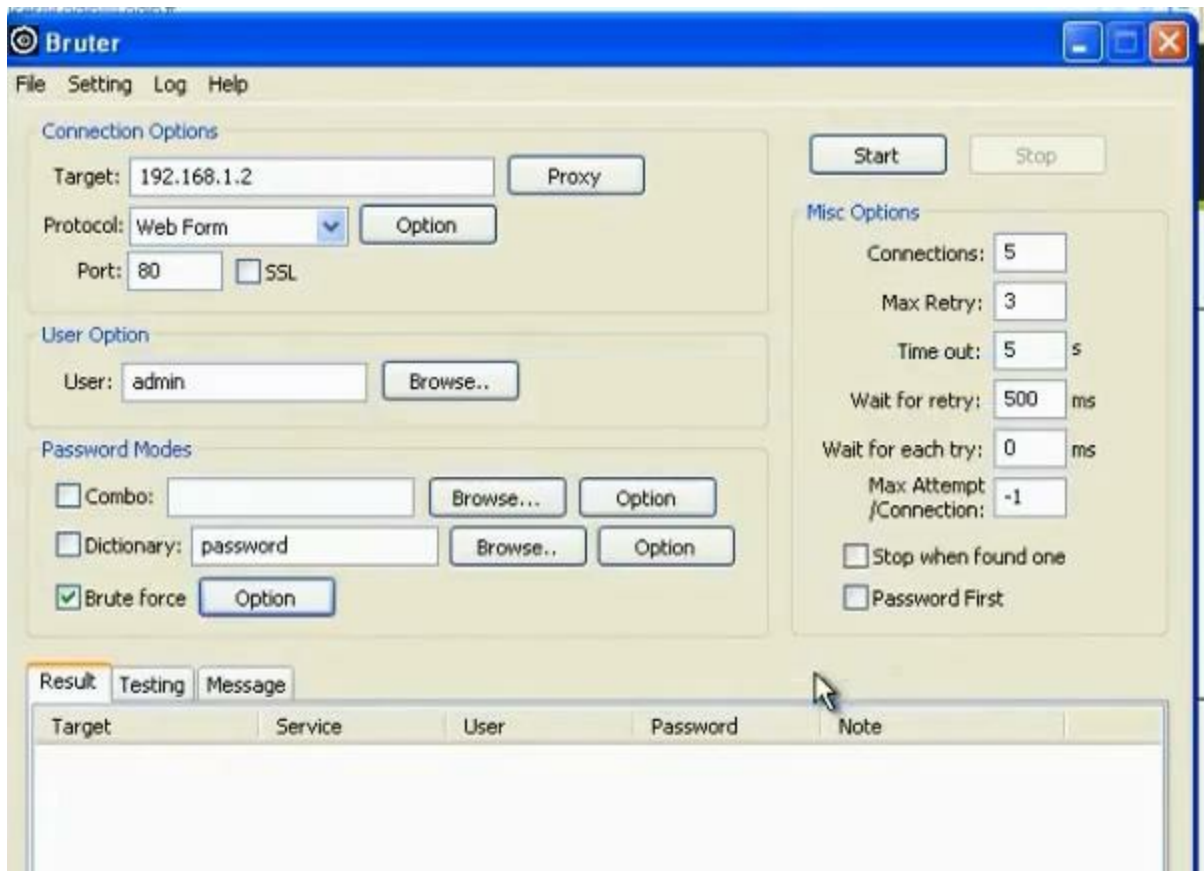 Bruter
File Setting Log Help
Connection Options
Target: 192.168.1.2 Proxy
Protocol: Web Form Option
Port: 80 SSL
User Option
User: admin Browse..
Password Modes
Combo: Browse... Option
Dictionary: password Browse.. Option
Brute force Option
Start Stop
Misc Options
Connections: 5
Max Retry: 3
Time out: 5 s
Wait for retry: 500 ms
Wait for each try: 0 ms
Max Attempt
/Connection: -1
Stop when found one
Password First
Result Testing Message
Target Service User Password Note